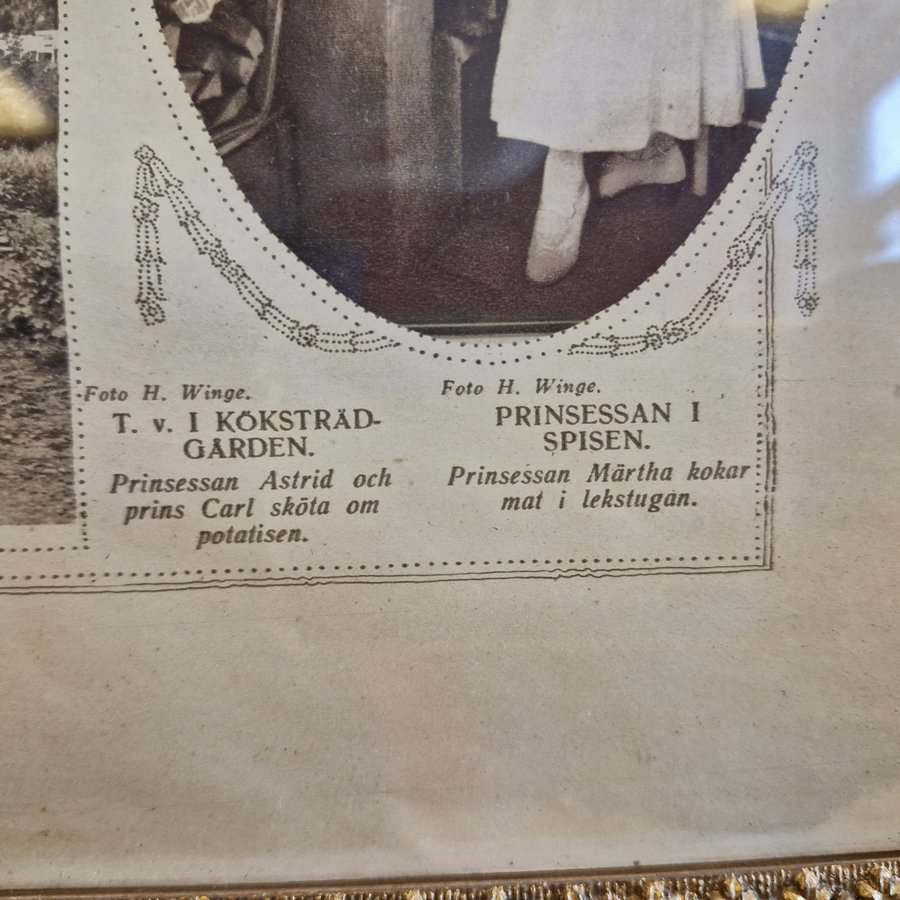 Foto H. Winge.
T. v. I KÖKSTRÄD-
GÅRDEN.
Prinsessan Astrid och
prins Carl sköta om
potatisen.
Foto H. Winge.
PRINSESSAN I
SPISEN.
Prinsessan Märtha kokar
mat i lekstugan.